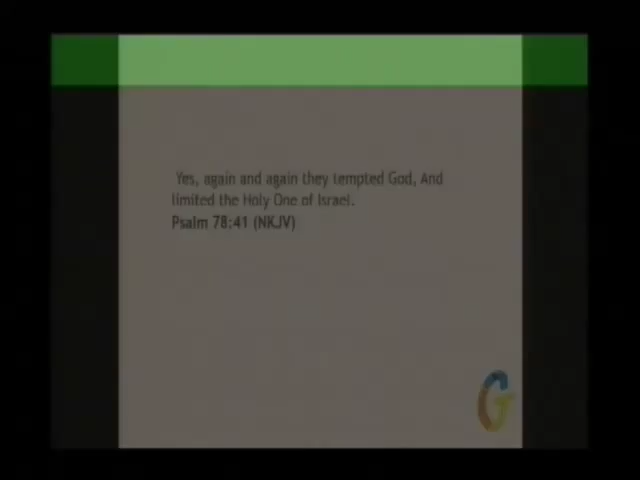 Yes, again and again they tempted God, And
limited the Holy One of Israel.
Psalm 78:41 (NKJV)
G